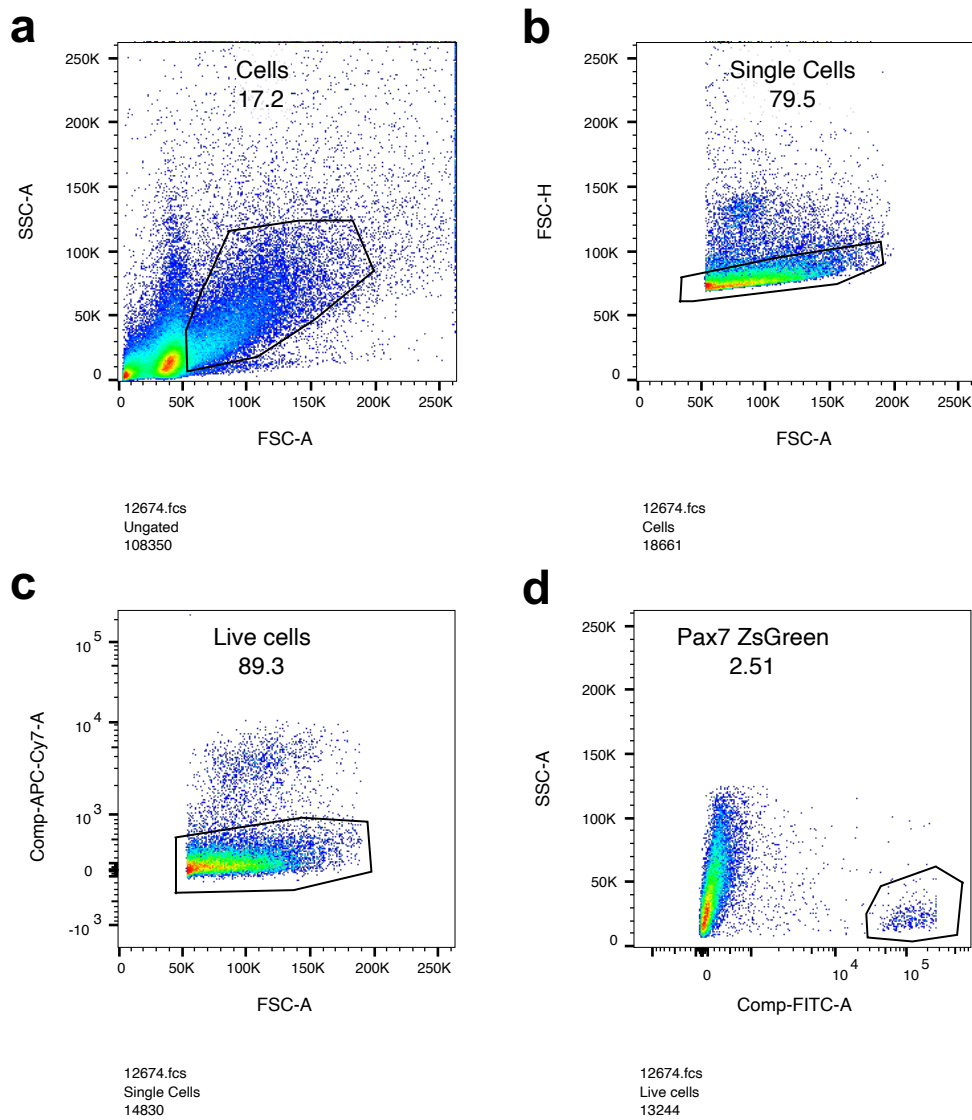 a
Cells
17.2
250K
200K
150K
100K
50K
0
SSC-A
0 50K 100K 150K 200K 250K
FSC-A
12674.fcs
Ungated
108350
b
Single Cells
79.5
250K
200K
150K
100K
50K
0
FSC-H
0 50K 100K 150K 200K 250K
FSC-A
12674.fcs
Cells
18661
c
Live cells
89.3
10 5
10 4
10 3
0
-10 3
Comp-APC-Cy7-A
0 50K 100K 150K 200K 250K
FSC-A
12674.fcs
Single Cells
14830
d
Pax7 ZsGreen
2.51
250K
200K
150K
100K
50K
0
SSC-A
0 10 4 10 5
Comp-FITC-A
12674.fcs
Live cells
13244